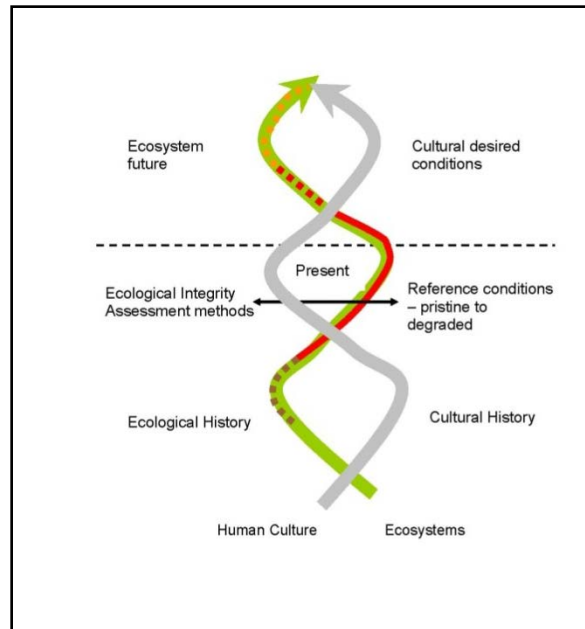 Ecosystem
future
Cultural desired
conditions
Present
Ecological Integrity
Assessment methods
Reference conditions
– pristine to
degraded
Ecological History
Cultural History
Human Culture
Ecosystems